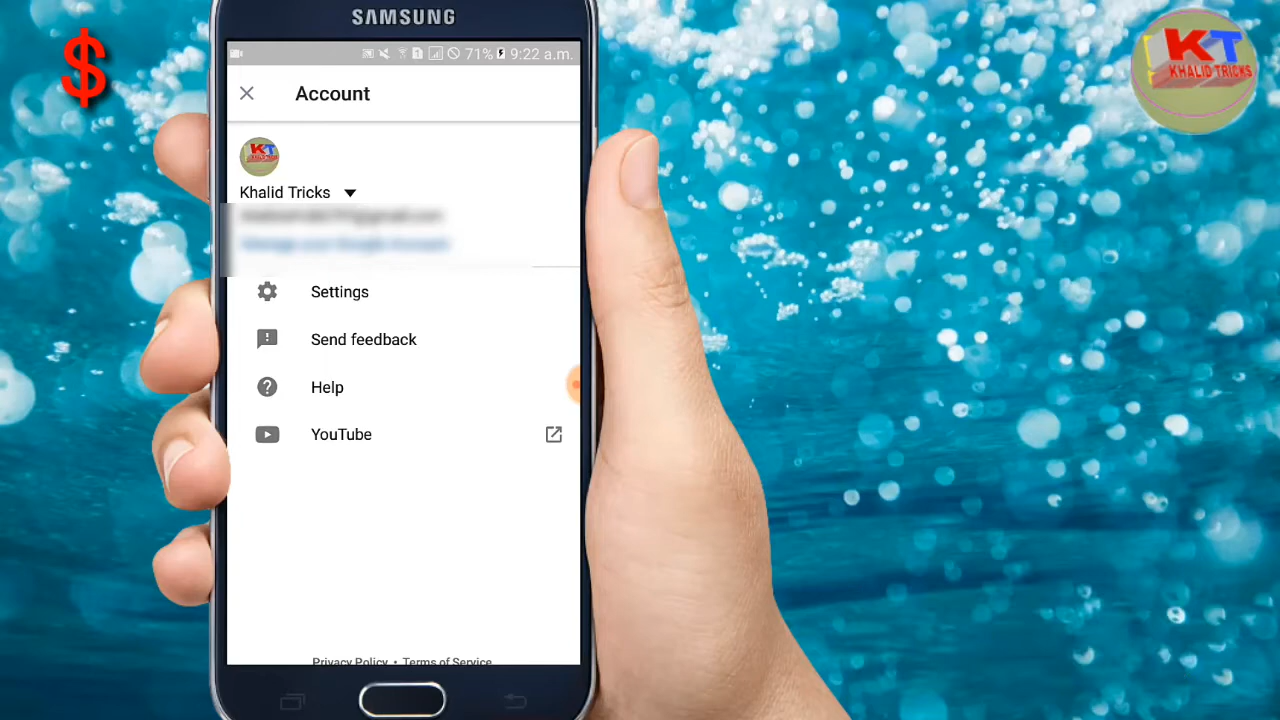 $
SAMSUNG
71% 9:22 a.m.
KT
KHALID TRICKS
Account
KT
Khalid Tricks
Settings
Send feedback
Help
YouTube
Privacy Policy • Terms of Service